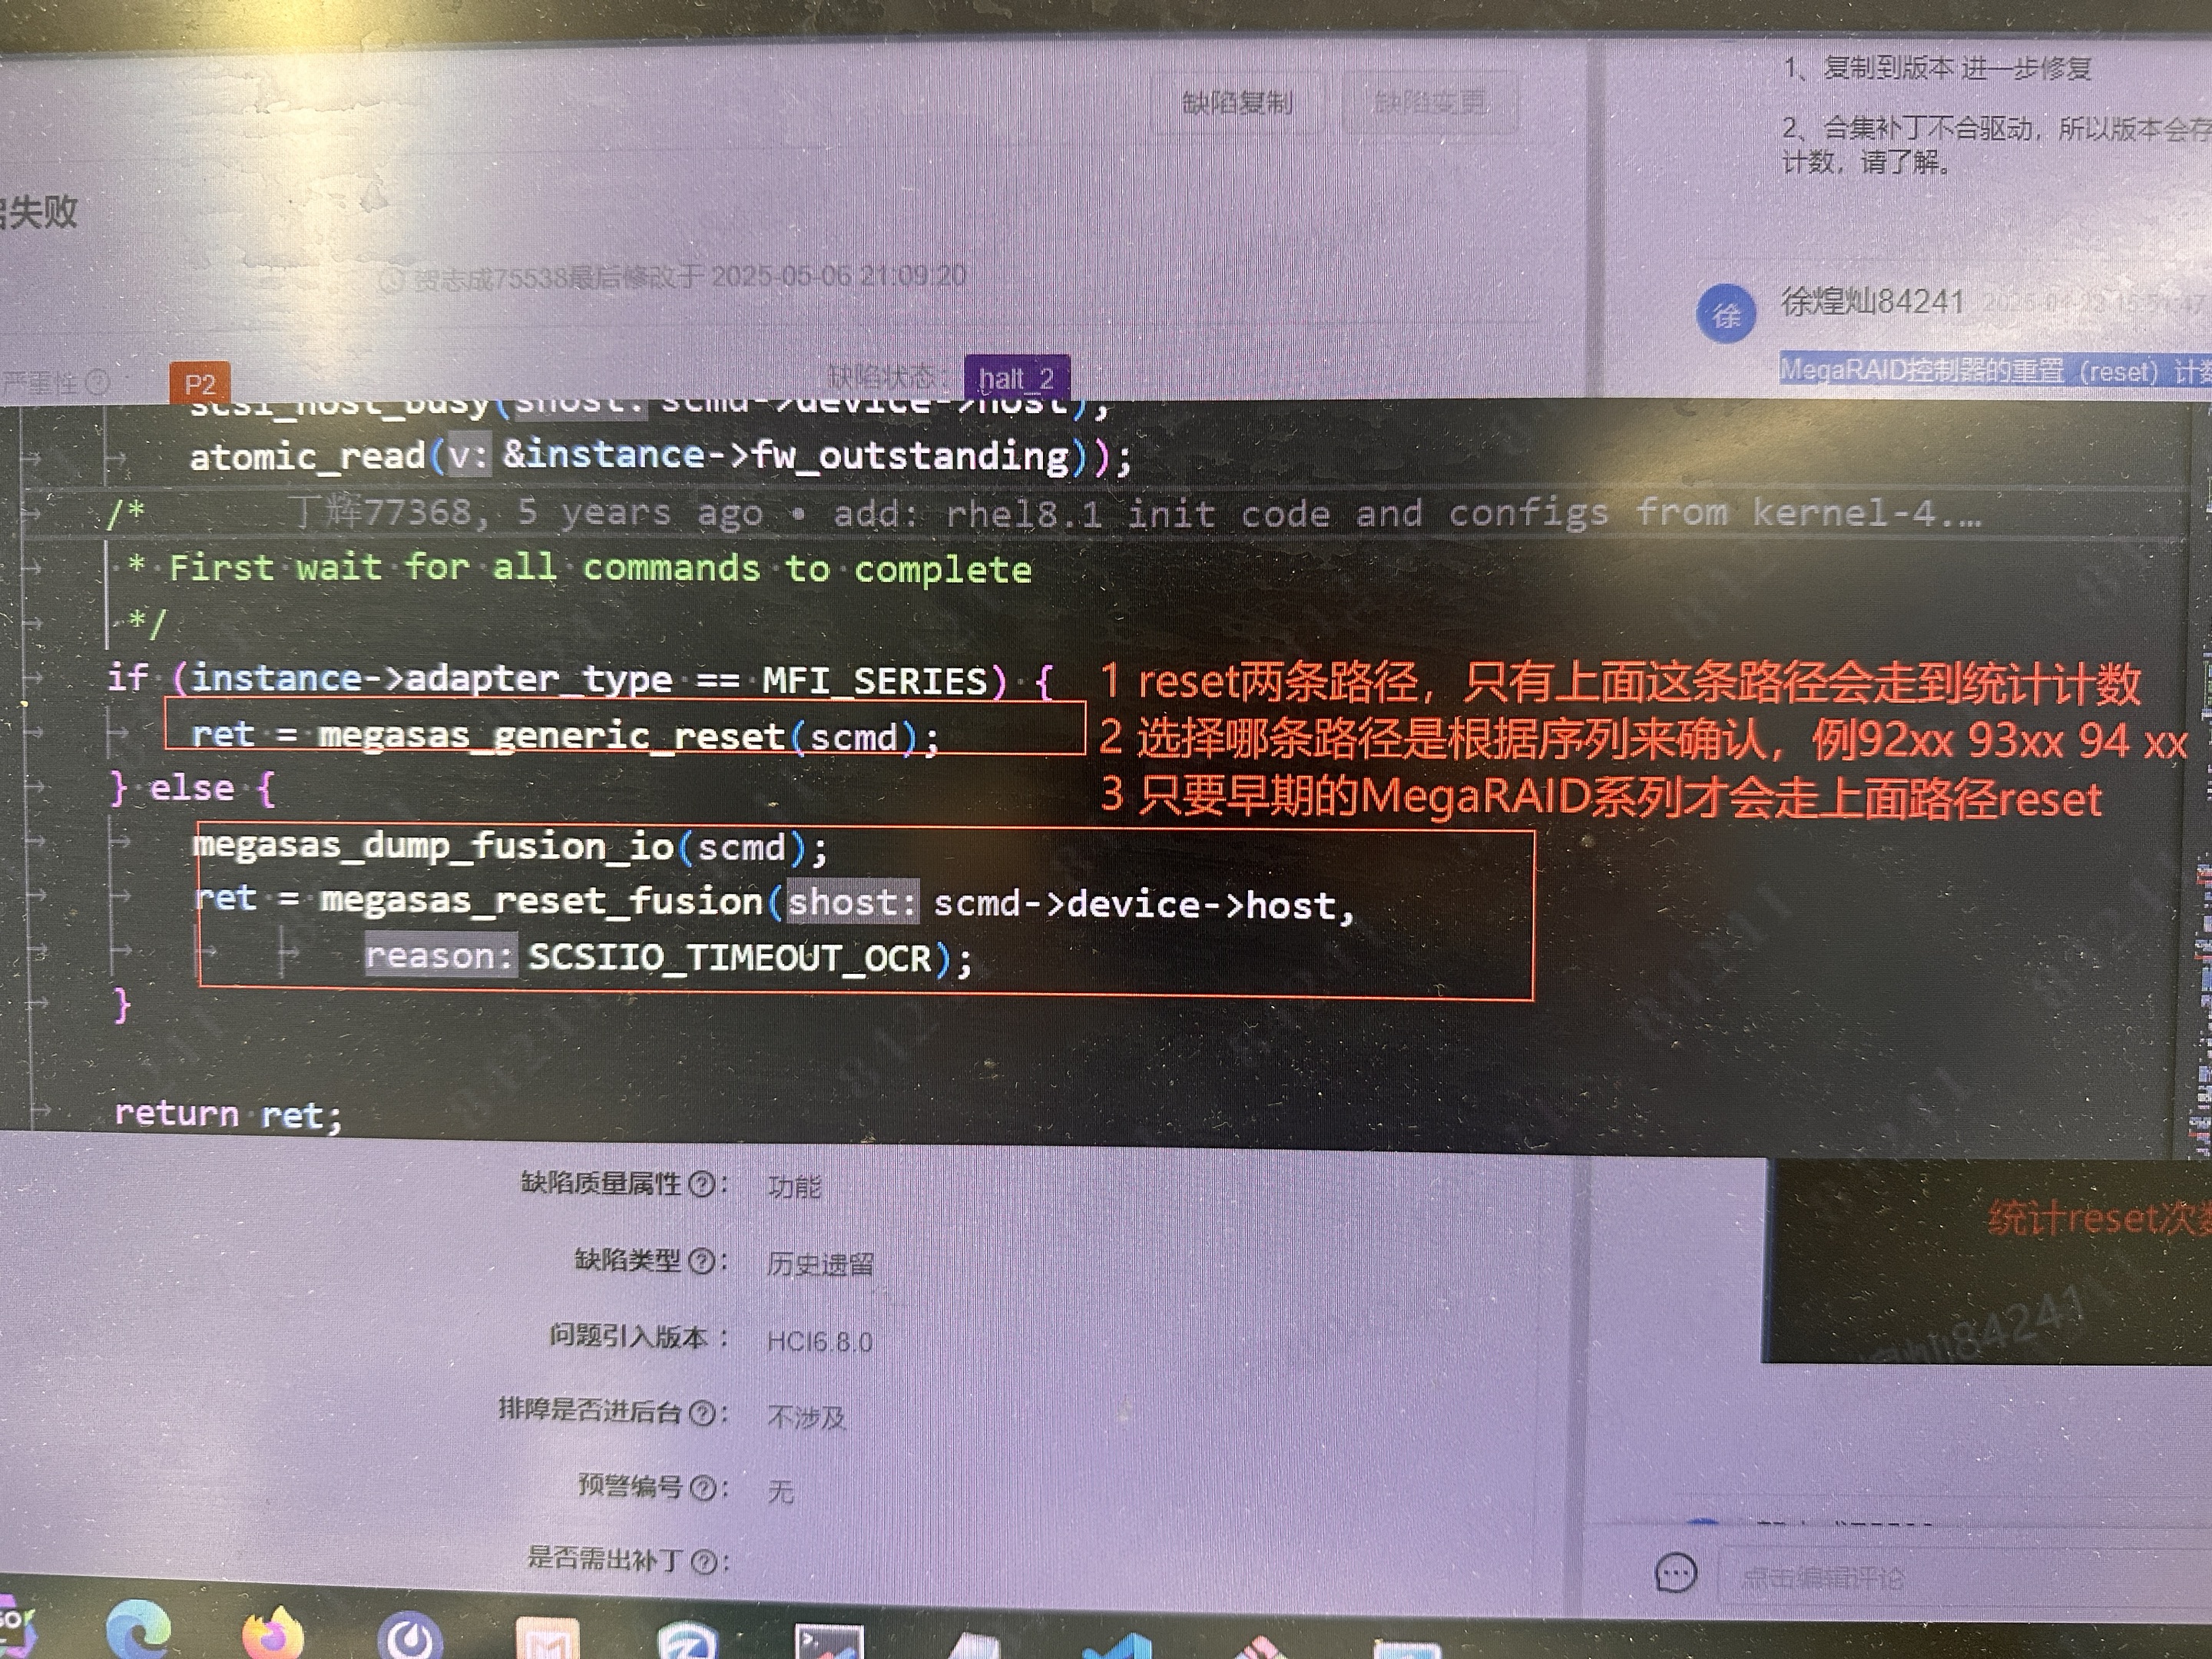 缺陷复制
缺陷变更
失败
贺志成75538最后修改于 2025-05-06 21:09:20
严重性
P2
缺陷状态:
halt_2
1、复制到版本 进一步修复
2、合集补丁不合驱动，所以版本会存
计数，请了解。
徐
徐煌灿84241
MegaRAID控制器的重置（reset）计数
scsi_host_busy(shost: scmd->device->host),
atomic_read(v: &instance->fw_outstanding));
/* 丁辉77368, 5 years ago • add: rhel8.1 init code and configs from kernel-4.…
* First wait for all commands to complete
*/
if (instance->adapter_type == MFI_SERIES) {
ret = megasas_generic_reset(scmd);
} else {
megasas_dump_fusion_io(scmd);
ret = megasas_reset_fusion(shost: scmd->device->host,
reason: SCSIIO_TIMEOUT_OCR);
}
return ret;
1 reset两条路径，只有上面这条路径会走到统计计数
2 选择哪条路径是根据序列来确认，例92xx 93xx 94 xx
3 只要早期的MegaRAID系列才会走上面路径reset
缺陷质量属性: 功能
缺陷类型: 历史遗留
问题引入版本: HCI6.8.0
排障是否进后台: 不涉及
预警编号: 无
是否需出补丁:
统计reset次数
84241
点击编辑评论